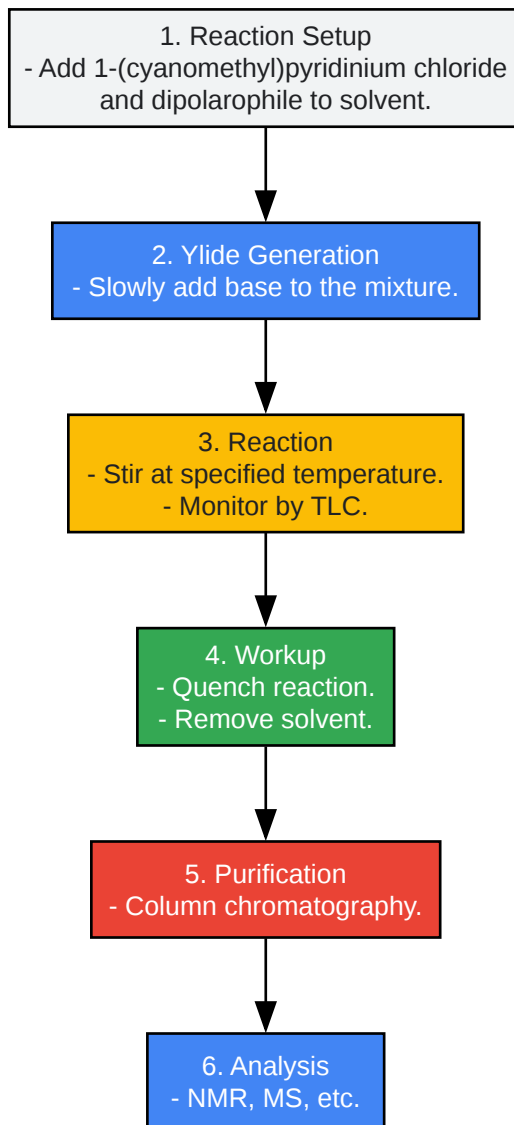 1. Reaction Setup
- Add 1-(cyanomethyl)pyridinium chloride
and dipolarophile to solvent.
2. Ylide Generation
- Slowly add base to the mixture.
3. Reaction
- Stir at specified temperature.
- Monitor by TLC.
4. Workup
- Quench reaction.
- Remove solvent.
5. Purification
- Column chromatography.
6. Analysis
- NMR, MS, etc.